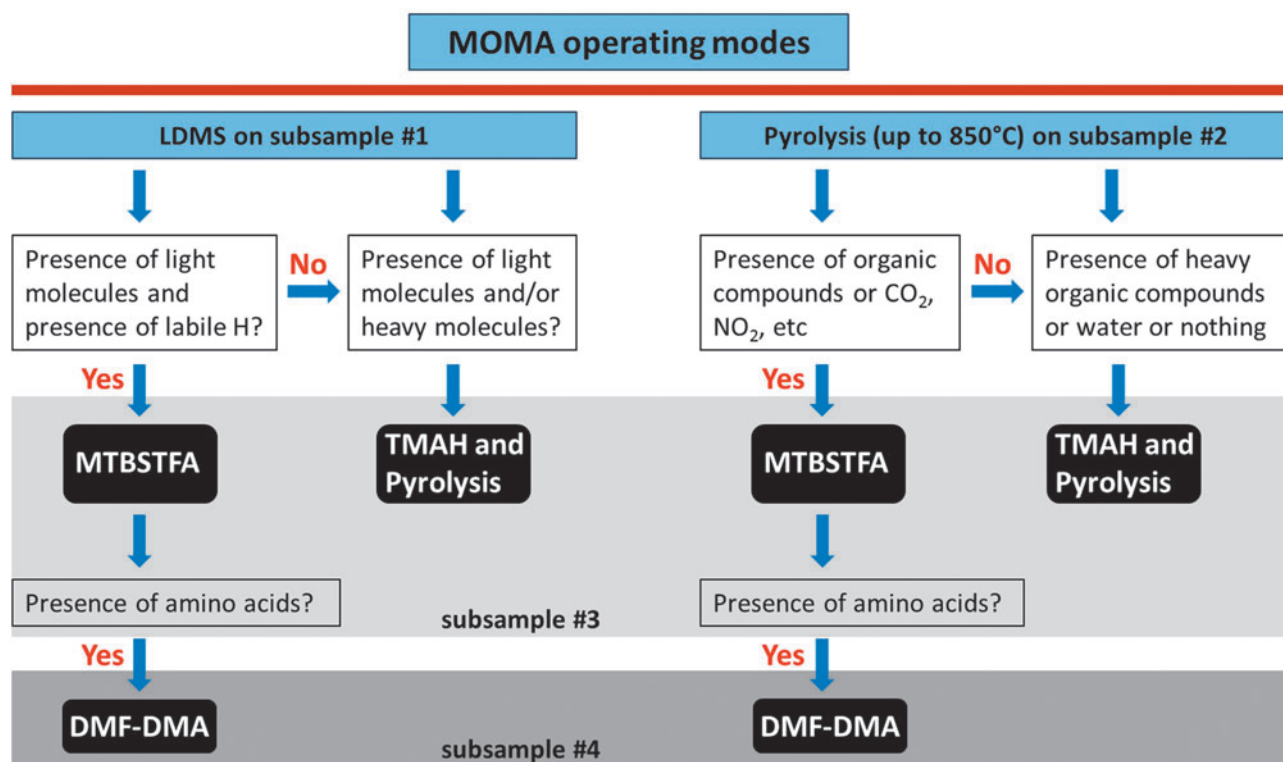 MOMA operating modes
LDMS on subsample #1
Pyrolysis (up to 850°C) on subsample #2
Presence of light
molecules and
presence of labile H?
No
Presence of light
molecules and/or
heavy molecules?
Presence of organic
compounds or CO₂,
NO₂, etc
No
Presence of heavy
organic compounds
or water or nothing
Yes
Yes
MTBSTFA
TMAH and
Pyrolysis
MTBSTFA
TMAH and
Pyrolysis
Presence of amino acids?
subsample #3
Presence of amino acids?
Yes
Yes
DMF-DMA
subsample #4
DMF-DMA